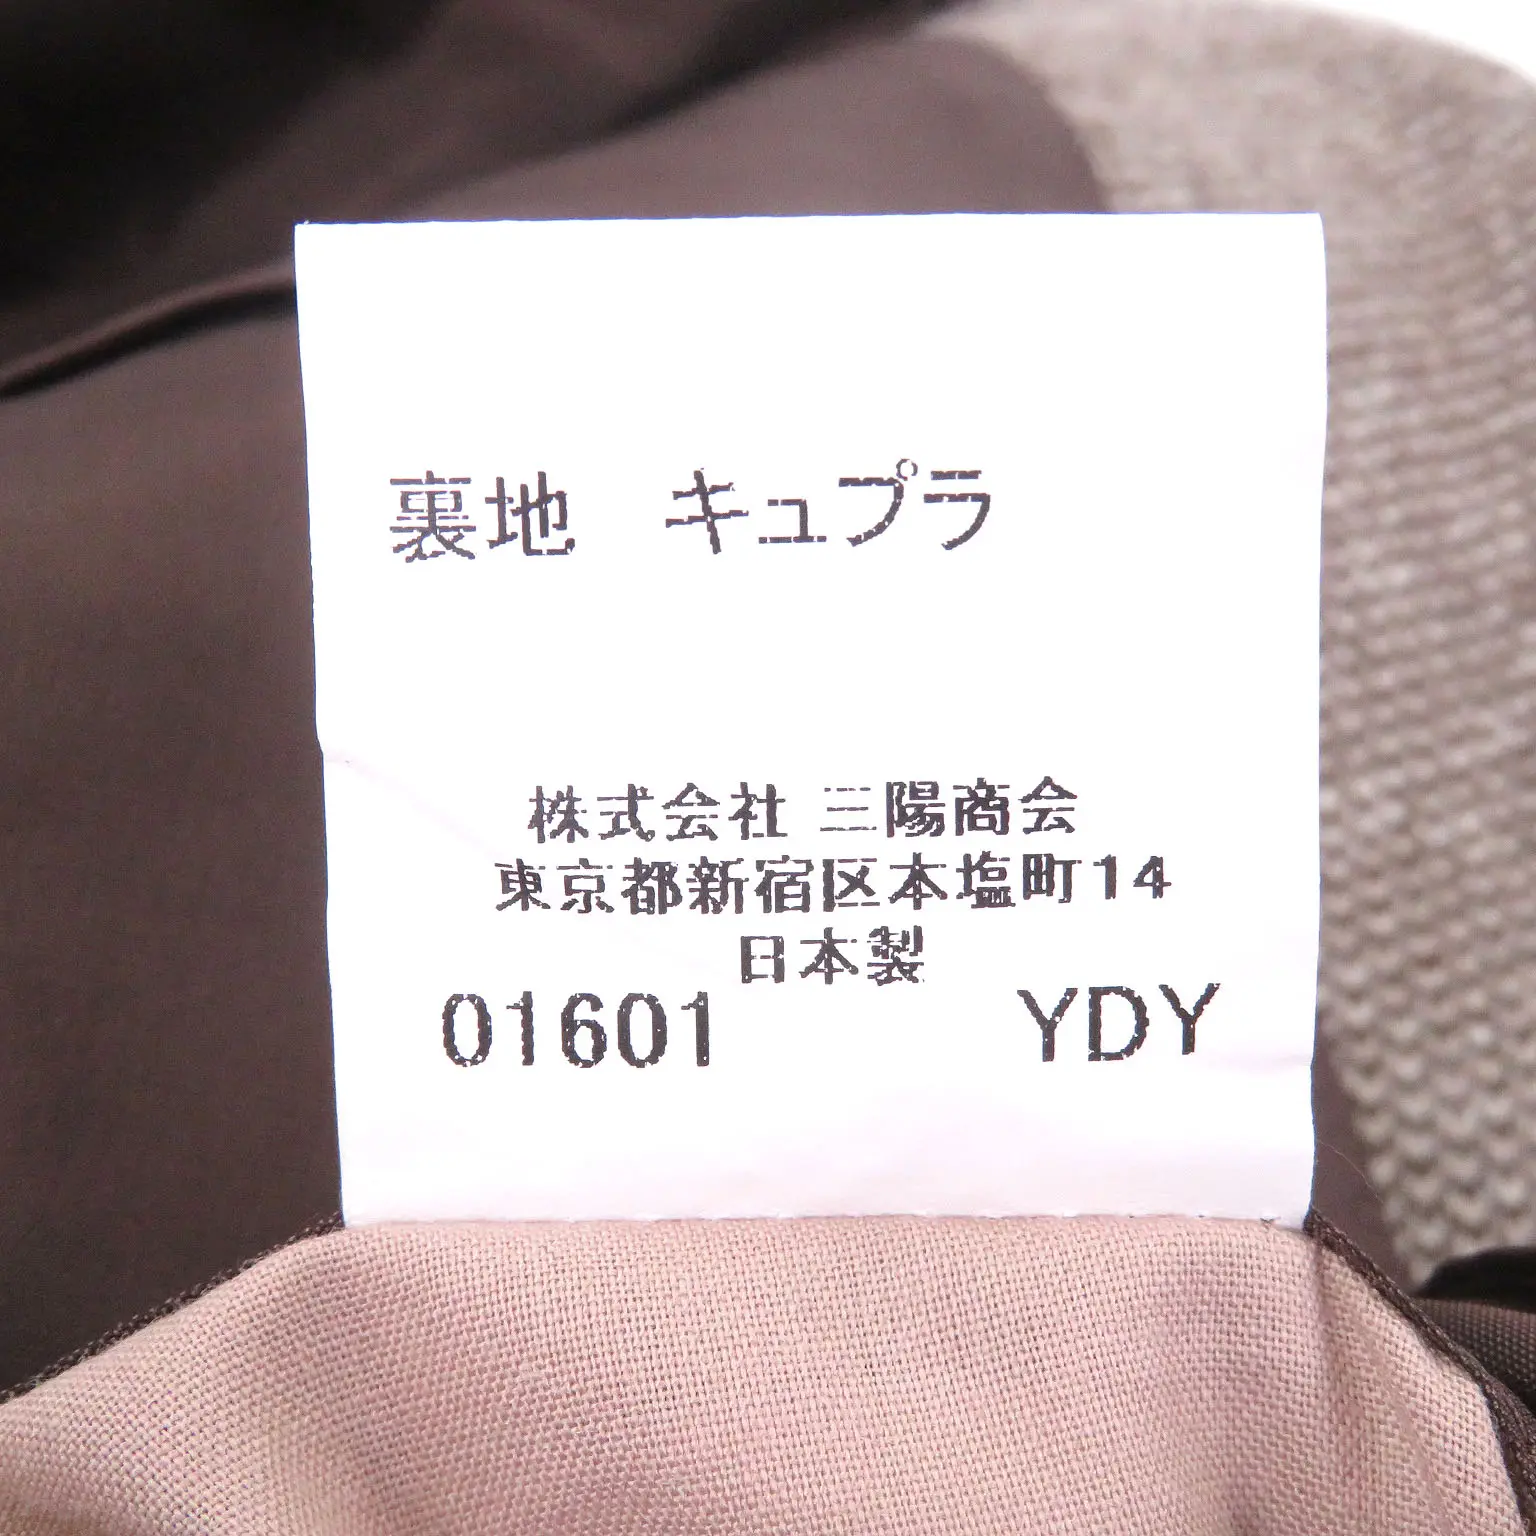 裏地　キュプラ
株式会社 三陽商会
東京都新宿区本塩町14
日本製
01601 YDY